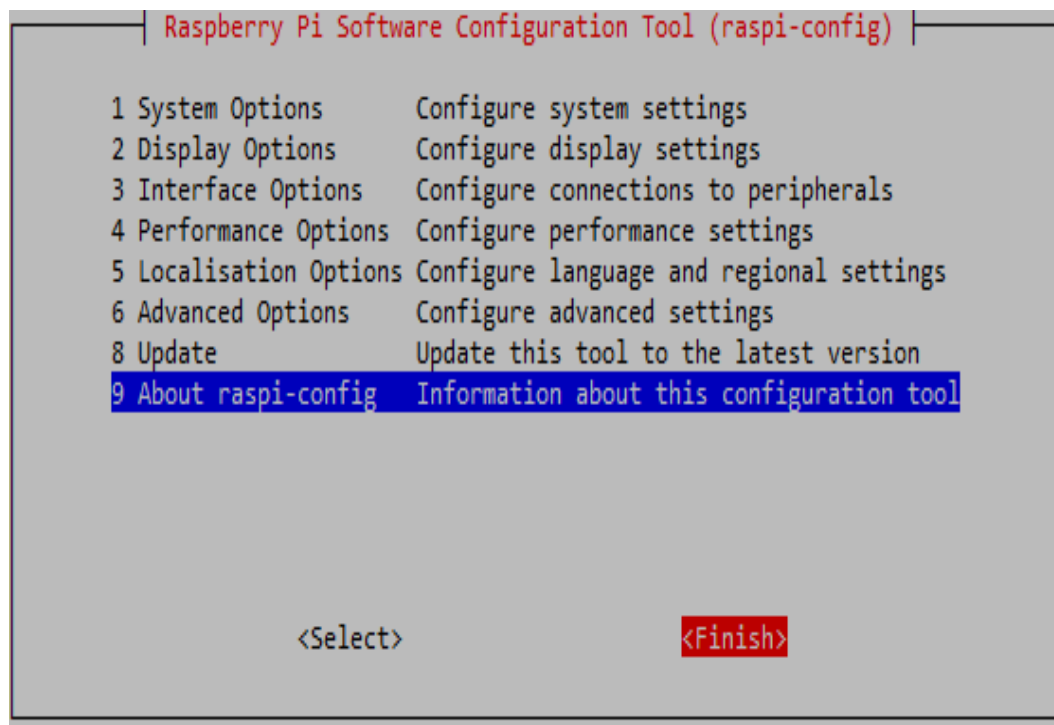 Raspberry Pi Software Configuration Tool (raspi-config)
1 System Options Configure system settings
2 Display Options Configure display settings
3 Interface Options Configure connections to peripherals
4 Performance Options Configure performance settings
5 Localisation Options Configure language and regional settings
6 Advanced Options Configure advanced settings
8 Update Update this tool to the latest version
9 About raspi-config Information about this configuration tool
<Select> <Finish>